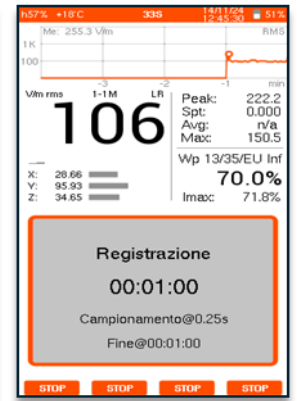 h57% +18°C 33S 14/11/24 12:45:30 51%
Me: 255.3 V/m RMS
1K
100
-3 -2 -1 min
V/m rms 1-1M LR
106
Peak: 222.2
Spt: 0.000
Avg: n/a
Max: 150.5
Wp 13/35/EU Inf
70.0%
Imax: 71.8%
X: 28.66
Y: 95.93
Z: 34.65
Registrazione
00:01:00
Campionamento@0.25s
Fine@00:01:00
STOP STOP STOP STOP